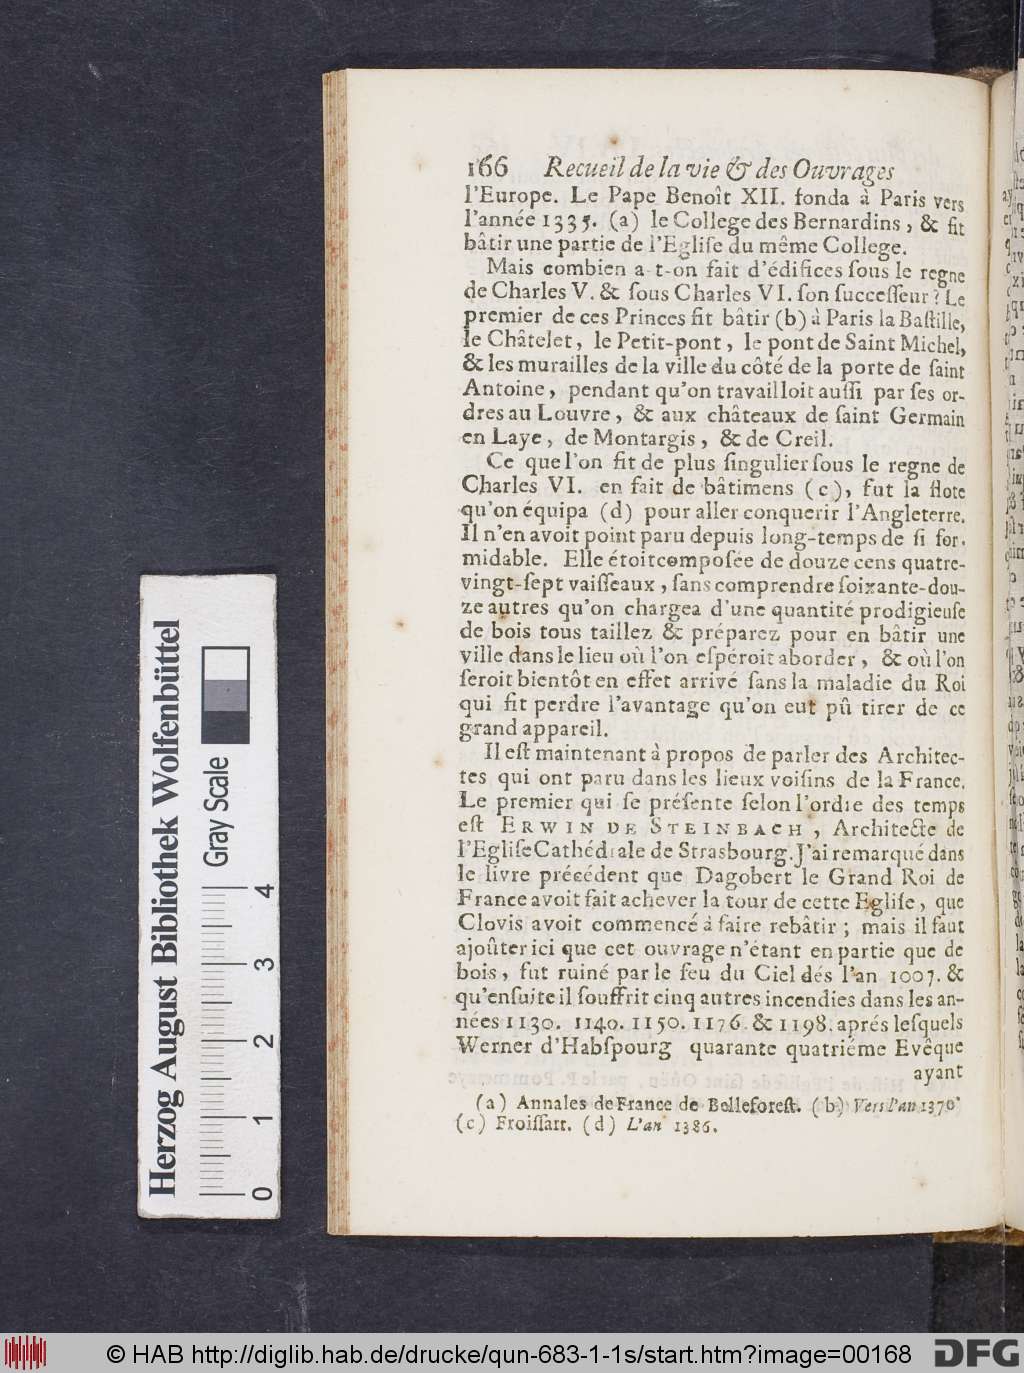 166 Recueil de la vie & des Ouvrages
l'Europe. Le Pape Benoît XII. fonda à Paris vers
l'année 1335. (a) le College des Bernardins, & fit
bâtir une partie de l'Egliſe du même College.
Mais combien a-t-on fait d'édifices ſous le regne
de Charles V. & ſous Charles VI. ſon ſucceſſeur? Le
premier de ces Princes fit bâtir (b) à Paris la Baſtille,
le Châtelet, le Petit-pont, le pont de Saint Michel,
& les murailles de la ville du côté de la porte de ſaint
Antoine, pendant qu'on travailloit auſſi par ſes or-
dres au Louvre, & aux châteaux de ſaint Germain
en Laye, de Montargis, & de Creil.
Ce que l'on fit de plus ſingulier ſous le regne de
Charles VI. en fait de bâtimens (c), fut la flote
qu'on équipa (d) pour aller conquerir l'Angleterre.
Il n'en avoit point paru depuis long-temps de ſi for-
midable. Elle étoit compoſée de douze cens quatre-
vingt-ſept vaiſſeaux, ſans comprendre ſoixante-dou-
ze autres qu'on chargea d'une quantité prodigieuſe
de bois tous taillez & préparez pour en bâtir une
ville dans le lieu où l'on eſpéroit aborder, & où l'on
ſeroit bientôt en effet arrivé ſans la maladie du Roi
qui fit perdre l'avantage qu'on eut pû tirer de ce
grand appareil.
Il eſt maintenant à propos de parler des Architec-
tes qui ont paru dans les lieux voiſins de la France.
Le premier qui ſe préſente ſelon l'ordre des temps
eſt ERWIN DE STEINBACH, Architecte de
l'Egliſe Cathédrale de Strasbourg. J'ai remarqué dans
le livre précédent que Dagobert le Grand Roi de
France avoit fait achever la tour de cette Egliſe, que
Clovis avoit commencé à faire rebâtir; mais il faut
ajoûter ici que cet ouvrage n'étant en partie que de
bois, fut ruiné par le feu du Ciel dés l'an 1007. &
qu'enſuite il ſouffrit cinq autres incendies dans les an-
nées 1130. 1140. 1150. 1176. & 1198. aprés leſquels
Werner d'Habſpourg quarante quatriéme Evêque
ayant
(a) Annales de France de Belleforeſt. (b) Vers l'an 1370
(c) Froiſſart. (d) L'an 1386.
Herzog August Bibliothek Wolfenbüttel
Gray Scale
0 1 2 3 4
© HAB http://diglib.hab.de/drucke/qun-683-1-1s/start.htm?image=00168
DFG